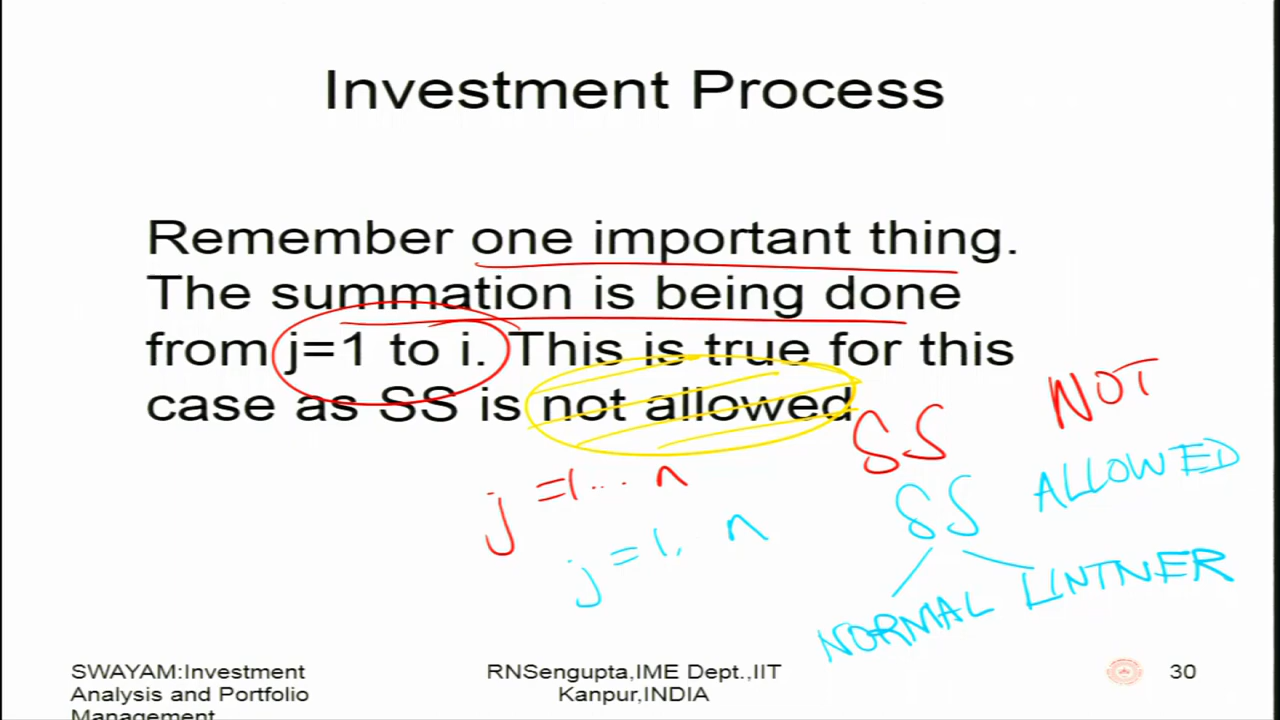 Investment Process
Remember one important thing.
The summation is being done
from j=1 to i. This is true for this
case as SS is not allowed
SS NOT
j=1... n
SS ALLOWED
j=1, n
NORMAL LINTNER
SWAYAM:Investment
Analysis and Portfolio
Management
RNSengupta,IME Dept.,IIT
Kanpur,INDIA
30